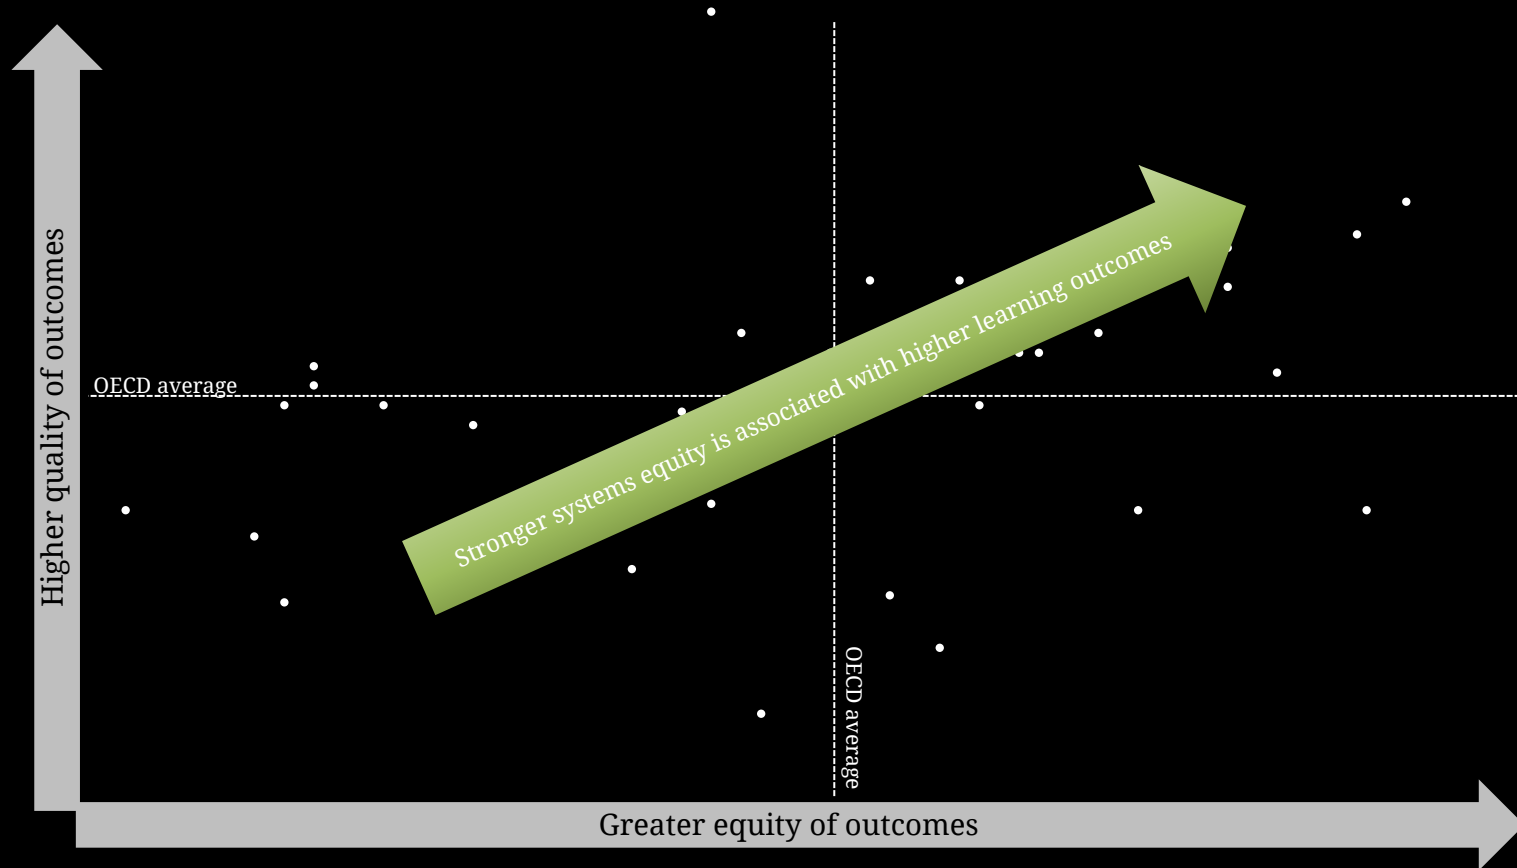 Higher quality of outcomes
OECD average
Stronger systems equity is associated with higher learning outcomes
OECD average
Greater equity of outcomes